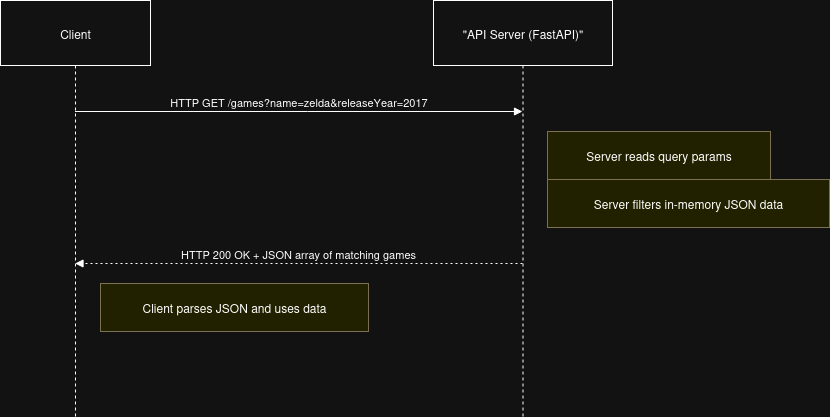 Client
"API Server (FastAPI)"
HTTP GET /games?name=zelda&releaseYear=2017
Server reads query params
Server filters in-memory JSON data
HTTP 200 OK + JSON array of matching games
Client parses JSON and uses data